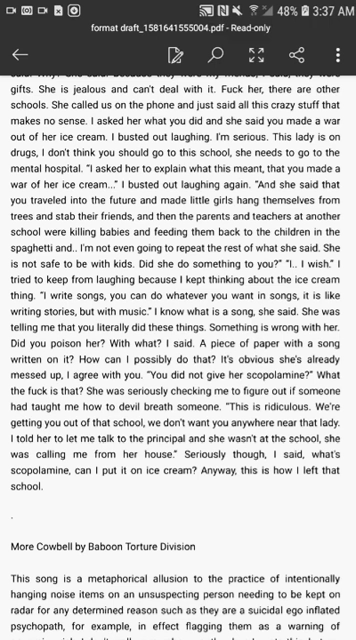 48% 3:37 AM
format draft_1581641555004.pdf - Read-only
gifts. She is jealous and can't deal with it. Fuck her, there are other
schools. She called us on the phone and just said all this crazy stuff that
makes no sense. I asked her what you did and she said you made a war
out of her ice cream. I busted out laughing. I'm serious. This lady is on
drugs, I don't think you should go to this school, she needs to go to the
mental hospital. "I asked her to explain what this meant, that you made a
war of her ice cream..." I busted out laughing again. "And she said that
you traveled into the future and made little girls hang themselves from
trees and stab their friends, and then the parents and teachers at another
school were killing babies and feeding them back to the children in the
spaghetti and.. I'm not even going to repeat the rest of what she said. She
is not safe to be with kids. Did she do something to you?" "I.. I wish," I
tried to keep from laughing because I kept thinking about the ice cream
thing. "I write songs, you can do whatever you want in songs, it is like
writing stories, but with music." I know what a song, she said. She was
telling me that you literally did these things. Something is wrong with her.
Did you poison her? With what? I said. A piece of paper with a song
written on it? How can I possibly do that? It's obvious she's already
messed up, I agree with you. "You did not give her scopolamine?" What
the fuck is that? She was seriously checking me to figure out if someone
had taught me how to devil breath someone. "This is ridiculous. We're
getting you out of that school, we don't want you anywhere near that lady.
I told her to let me talk to the principal and she wasn't at the school, she
was calling me from her house." Seriously though, I said, what's
scopolamine, can I put it on ice cream? Anyway, this is how I left that
school.
.
More Cowbell by Baboon Torture Division
This song is a metaphorical allusion to the practice of intentionally
hanging noise items on an unsuspecting person needing to be kept on
radar for any determined reason such as they are a suicidal ego inflated
psychopath, for example, in effect flagging them as a warning of